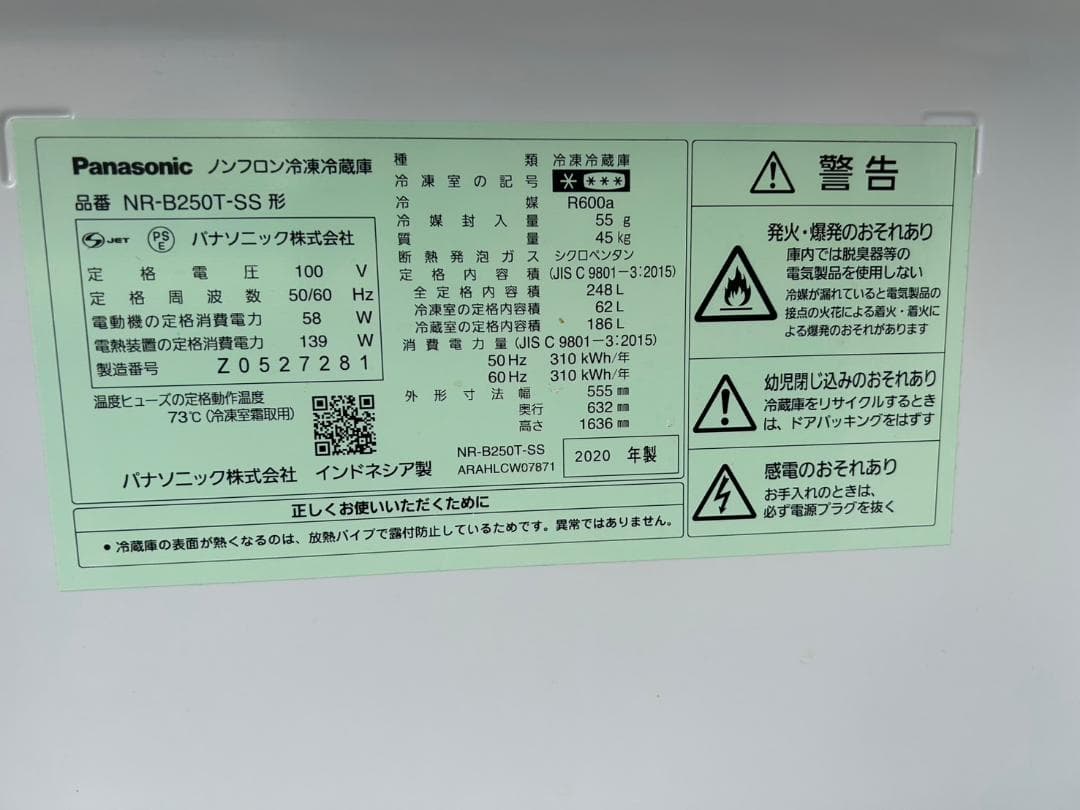 Panasonic ノンフロン冷凍冷蔵庫
品番 NR-B250T-SS 形
JET PSE パナソニック株式会社
定格電圧 100 V
定格周波数 50/60 Hz
電動機の定格消費電力 58 W
電熱装置の定格消費電力 139 W
製造番号 Z0527281
温度ヒューズの定格動作温度
73℃(冷凍室霜取用)
パナソニック株式会社 インドネシア製
種類 冷凍冷蔵庫
冷凍室の記号 * ***
冷媒 R600a
冷媒封入量 55 g
質量 45 kg
断熱発泡ガス シクロペンタン
定格内容積 (JIS C 9801-3:2015)
全定格内容積 248 L
冷凍室の定格内容積 62 L
冷蔵室の定格内容積 186 L
消費電力量 (JIS C 9801-3:2015)
50 Hz 310 kWh/年
60 Hz 310 kWh/年
外形寸法 幅 555 mm
奥行 632 mm
高さ 1636 mm
NR-B250T-SS
ARAHLCW07871
2020 年製
正しくお使いいただくために
●冷蔵庫の表面が熱くなるのは、放熱パイプで露付防止しているためです。異常ではありません。
警告
発火・爆発のおそれあり
庫内では脱臭器等の
電気製品を使用しない
冷媒が漏れていると電気製品の
接点の火花による着火・着火に
よる爆発のおそれがあります
幼児閉じ込みのおそれあり
冷蔵庫をリサイクルするとき
は、ドアパッキングをはずす
感電のおそれあり
お手入れのときは、
必ず電源プラグを抜く